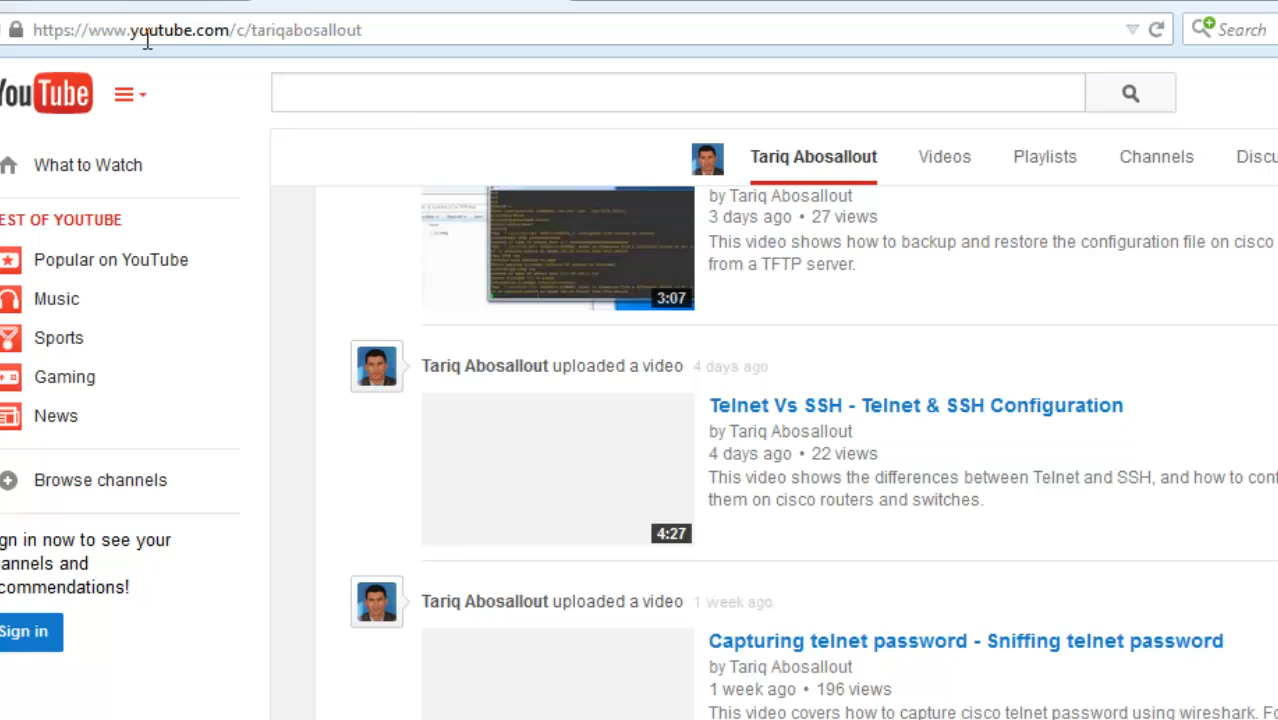 https://www.youtube.com/c/tariqabosallout
Search
YouTube
What to Watch
EST OF YOUTUBE
Popular on YouTube
Music
Sports
Gaming
News
Browse channels
gn in now to see your
annels and
commendations!
Sign in
Tariq Abosallout Videos Playlists Channels Discu
by Tariq Abosallout
3 days ago • 27 views
This video shows how to backup and restore the configuration file on cisco
from a TFTP server.
3:07
Tariq Abosallout uploaded a video 4 days ago
Telnet Vs SSH - Telnet & SSH Configuration
by Tariq Abosallout
4 days ago • 22 views
This video shows the differences between Telnet and SSH, and how to conf
them on cisco routers and switches.
4:27
Tariq Abosallout uploaded a video 1 week ago
Capturing telnet password - Sniffing telnet password
by Tariq Abosallout
1 week ago • 196 views
This video covers how to capture cisco telnet password using wireshark. Fo